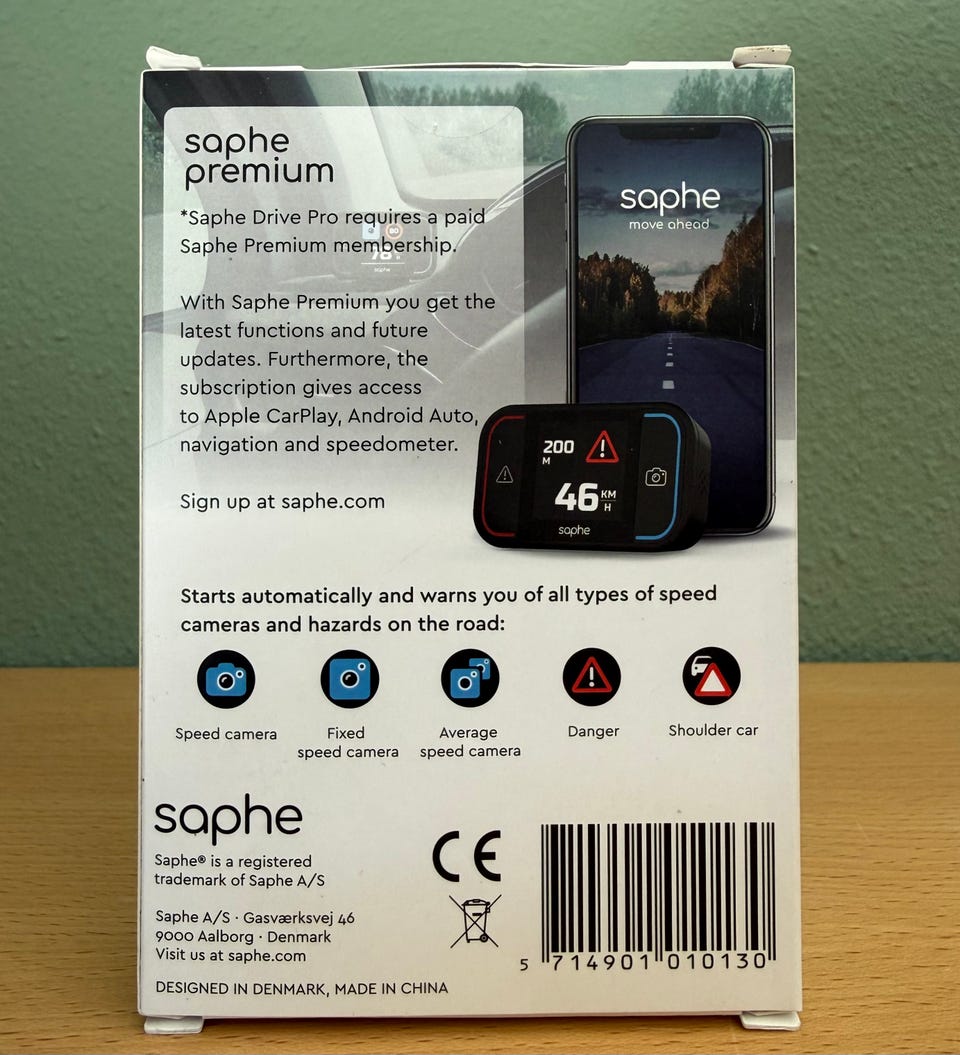 saphe
premium
*Saphe Drive Pro requires a paid
Saphe Premium membership.
With Saphe Premium you get the
latest functions and future
updates. Furthermore, the
subscription gives access
to Apple CarPlay, Android Auto,
navigation and speedometer.
Sign up at saphe.com
80
78
saphe
saphe
move ahead
200
M
46 KM
H
saphe
Starts automatically and warns you of all types of speed
cameras and hazards on the road:
Speed camera
Fixed
speed camera
Average
speed camera
Danger
Shoulder car
saphe
Saphe® is a registered
trademark of Saphe A/S
Saphe A/S · Gasværksvej 46
9000 Aalborg · Denmark
Visit us at saphe.com
DESIGNED IN DENMARK, MADE IN CHINA
CE
5 714901 010130